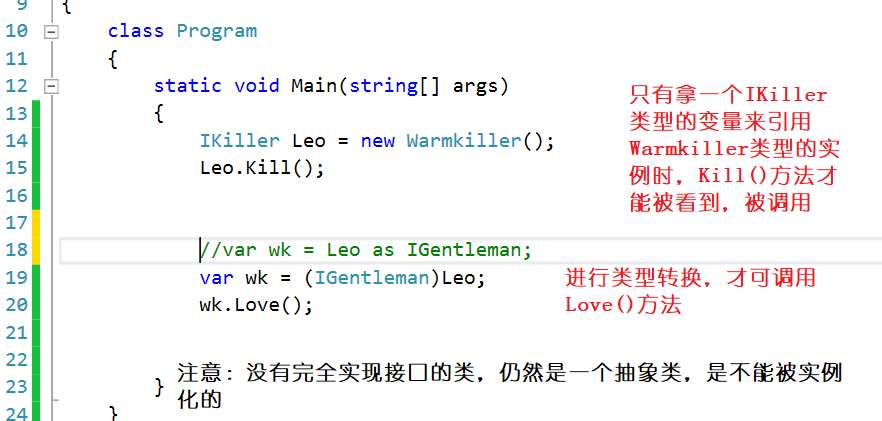 9 {
10 class Program
11 {
12 static void Main(string[] args)
13 {
14 IKiller Leo = new Warmkiller();
15 Leo.Kill();
16
17
18 //var wk = Leo as IGentleman;
19 var wk = (IGentleman)Leo;
20 wk.Love();
21
22
23 }
24 }
只有拿一个IKiller
类型的变量来引用
Warmkiller类型的实
例时，Kill()方法才
能被看到，被调用
进行类型转换，才可调用
Love()方法
注意：没有完全实现接口的类，仍然是一个抽象类，是不能被实例
化的